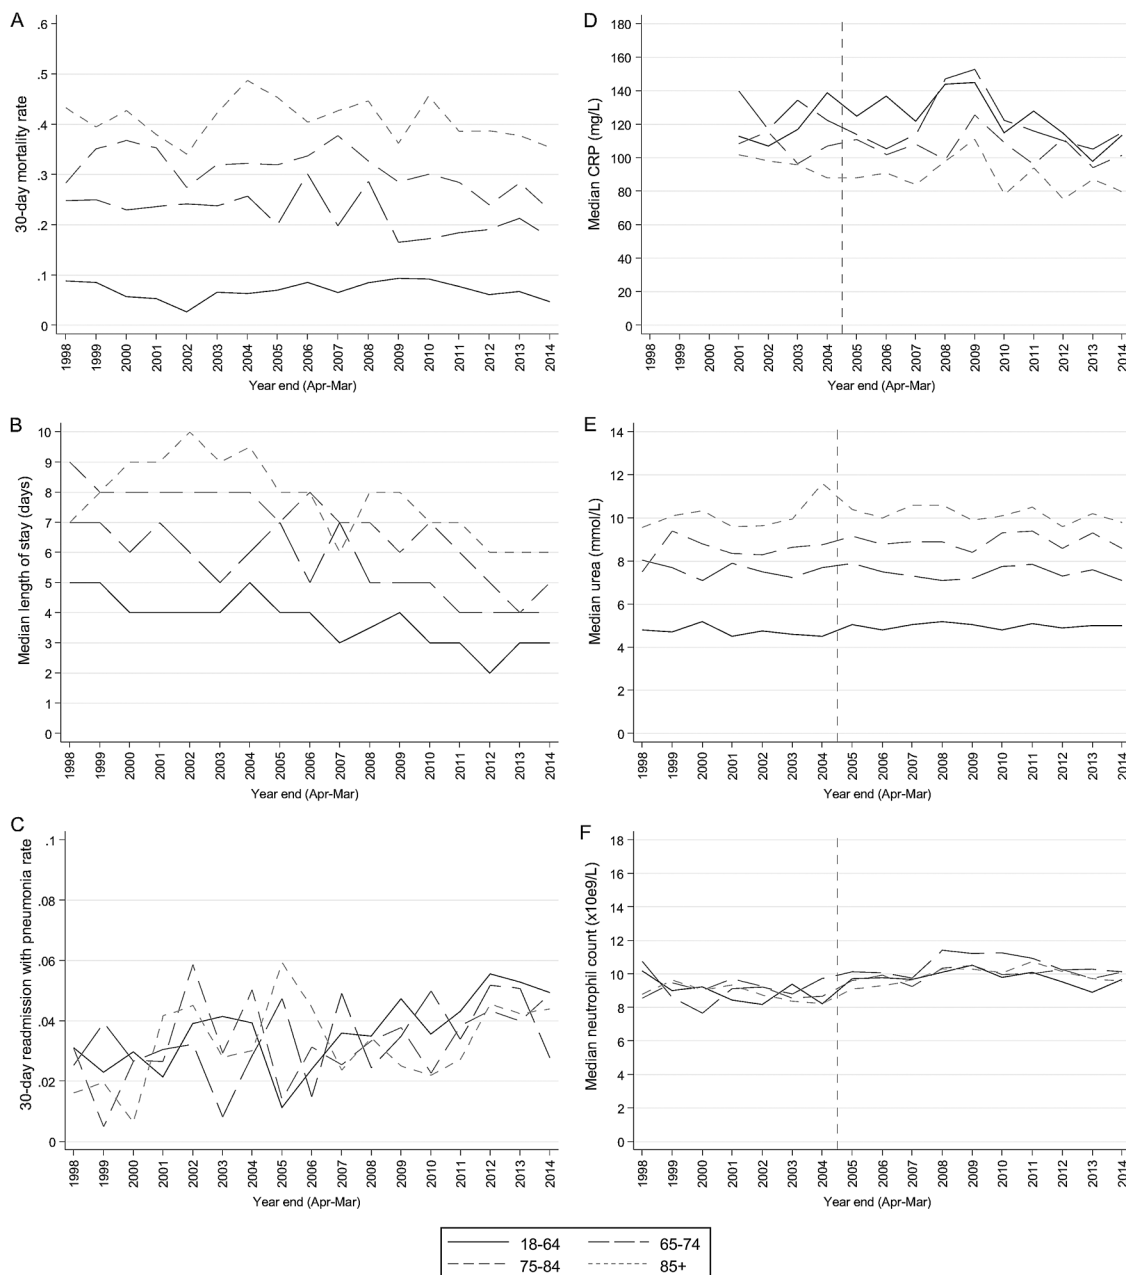 A
30-day mortality rate
.6
.5
.4
.3
.2
.1
0
1998 1999 2000 2001 2002 2003 2004 2005 2006 2007 2008 2009 2010 2011 2012 2013 2014
Year end (Apr-Mar)
D
Median CRP (mg/L)
180
160
140
120
100
80
60
40
20
0
1998 1999 2000 2001 2002 2003 2004 2005 2006 2007 2008 2009 2010 2011 2012 2013 2014
Year end (Apr-Mar)
B
Median length of stay (days)
10
9
8
7
6
5
4
3
2
1
0
1998 1999 2000 2001 2002 2003 2004 2005 2006 2007 2008 2009 2010 2011 2012 2013 2014
Year end (Apr-Mar)
E
Median urea (mmol/L)
14
12
10
8
6
4
2
0
1998 1999 2000 2001 2002 2003 2004 2005 2006 2007 2008 2009 2010 2011 2012 2013 2014
Year end (Apr-Mar)
C
30-day readmission with pneumonia rate
.1
.08
.06
.04
.02
0
1998 1999 2000 2001 2002 2003 2004 2005 2006 2007 2008 2009 2010 2011 2012 2013 2014
Year end (Apr-Mar)
F
Median neutrophil count (x10e9/L)
18
16
14
12
10
8
6
4
2
0
1998 1999 2000 2001 2002 2003 2004 2005 2006 2007 2008 2009 2010 2011 2012 2013 2014
Year end (Apr-Mar)
18-64 65-74
75-84 85+